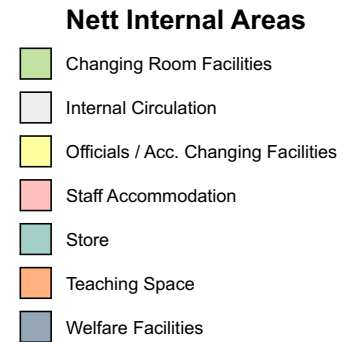 Nett Internal Areas
Changing Room Facilities
Internal Circulation
Officials / Acc. Changing Facilities
Staff Accommodation
Store
Teaching Space
Welfare Facilities